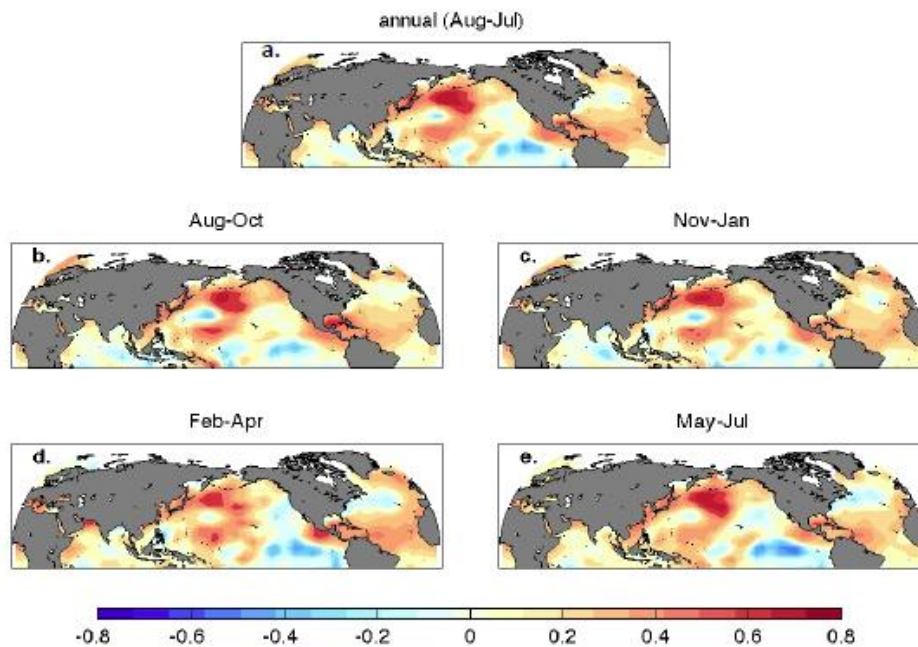 annual (Aug-Jul)
a.
Aug-Oct
Nov-Jan
b.
c.
Feb-Apr
May-Jul
d.
e.
-0.8 -0.6 -0.4 -0.2 0 0.2 0.4 0.6 0.8